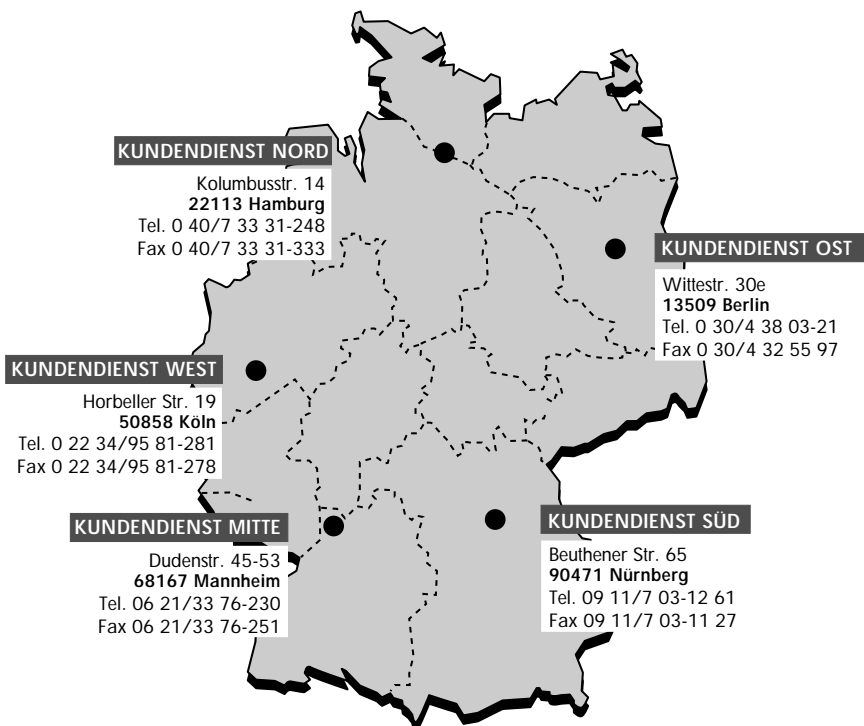 KUNDENDIENST NORD
Kolumbusstr. 14
22113 Hamburg
Tel. 0 40/7 33 31-248
Fax 0 40/7 33 31-333
KUNDENDIENST OST
Wittestr. 30e
13509 Berlin
Tel. 0 30/4 38 03-21
Fax 0 30/4 32 55 97
KUNDENDIENST WEST
Horbeller Str. 19
50858 Köln
Tel. 0 22 34/95 81-281
Fax 0 22 34/95 81-278
KUNDENDIENST MITTE
Dudenstr. 45-53
68167 Mannheim
Tel. 06 21/33 76-230
Fax 06 21/33 76-251
KUNDENDIENST SÜD
Beuthener Str. 65
90471 Nürnberg
Tel. 09 11/7 03-12 61
Fax 09 11/7 03-11 27